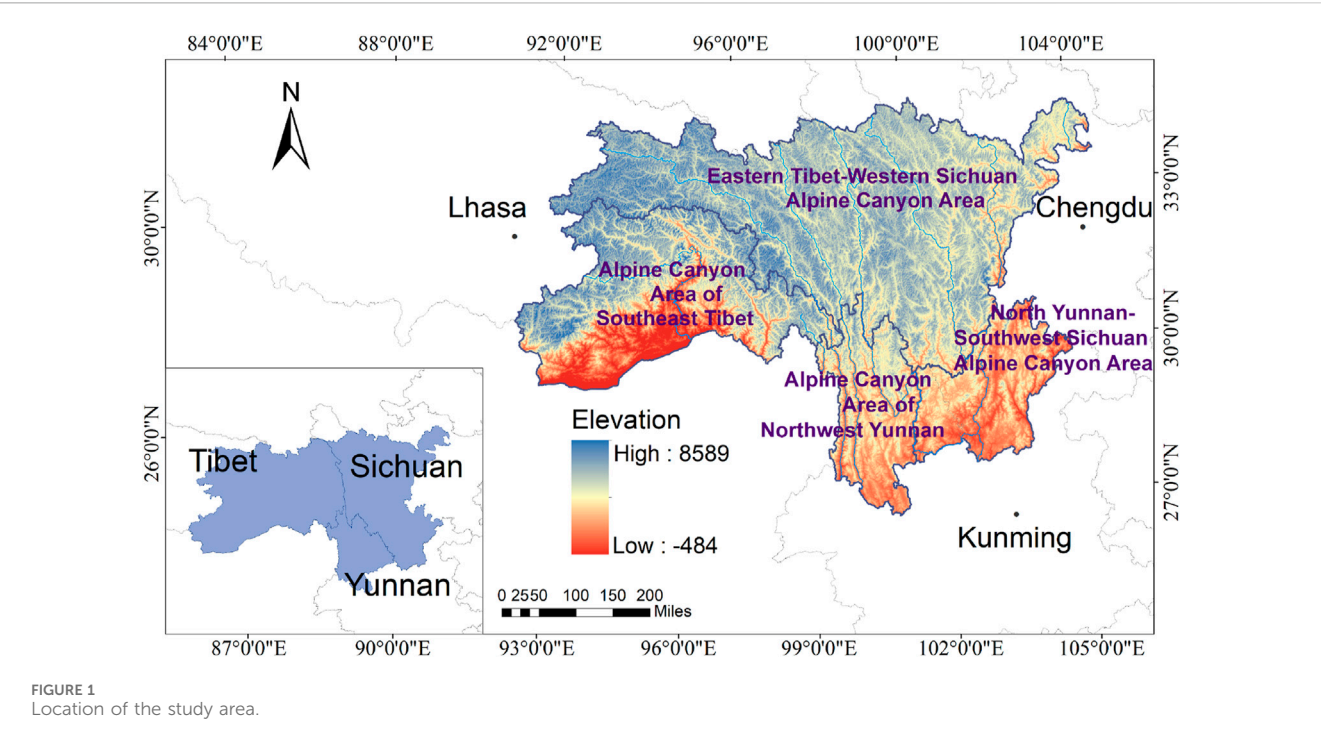 84°0'0"E 88°0'0"E 92°0'0"E 96°0'0"E 100°0'0"E 104°0'0"E
N
33°0'0"N
30°0'0"N
Eastern Tibet-Western Sichuan
Alpine Canyon Area
Lhasa
Chengdu
Alpine Canyon
Area of
Southeast Tibet
30°0'0"N
North Yunnan-
Southwest Sichuan
Alpine Canyon Area
Alpine Canyon
Area of
Northwest Yunnan
26°0'0"N
27°0'0"N
Elevation
High : 8589
Low : -484
Tibet
Sichuan
Yunnan
Kunming
0 2550 100 150 200
Miles
87°0'0"E 90°0'0"E 93°0'0"E 96°0'0"E 99°0'0"E 102°0'0"E 105°0'0"E
FIGURE 1
Location of the study area.